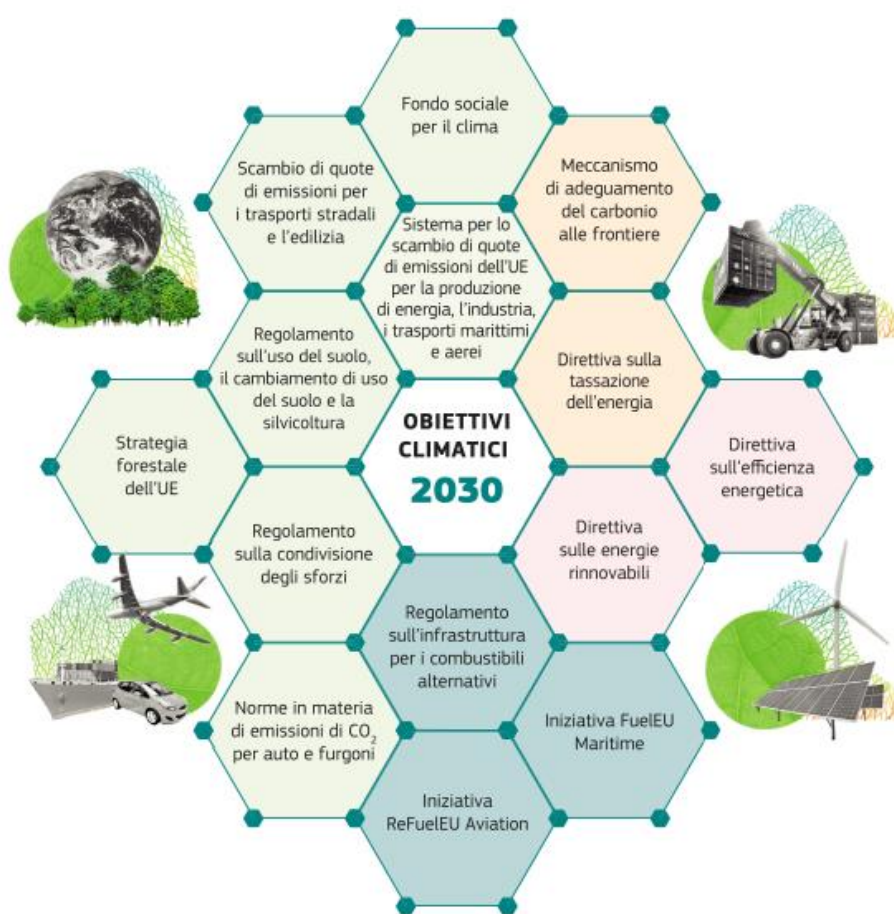 Fondo sociale
per il clima
Scambio di quote
di emissioni per
i trasporti stradali
e l'edilizia
Meccanismo
di adeguamento
del carbonio
alle frontiere
Sistema per lo
scambio di quote
di emissioni dell'UE
per la produzione
di energia, l'industria,
i trasporti marittimi
e aerei
Regolamento
sull'uso del suolo,
il cambiamento di uso
del suolo e la
silvicoltura
Direttiva sulla
tassazione
dell'energia
Strategia
forestale
dell'UE
OBIETTIVI
CLIMATICI
2030
Direttiva
sull'efficienza
energetica
Regolamento
sulla condivisione
degli sforzi
Direttiva
sulle energie
rinnovabili
Regolamento
sull'infrastruttura
per i combustibili
alternativi
Norme in materia
di emissioni di CO₂
per auto e furgoni
Iniziativa FuelEU
Maritime
Iniziativa
ReFuelEU Aviation